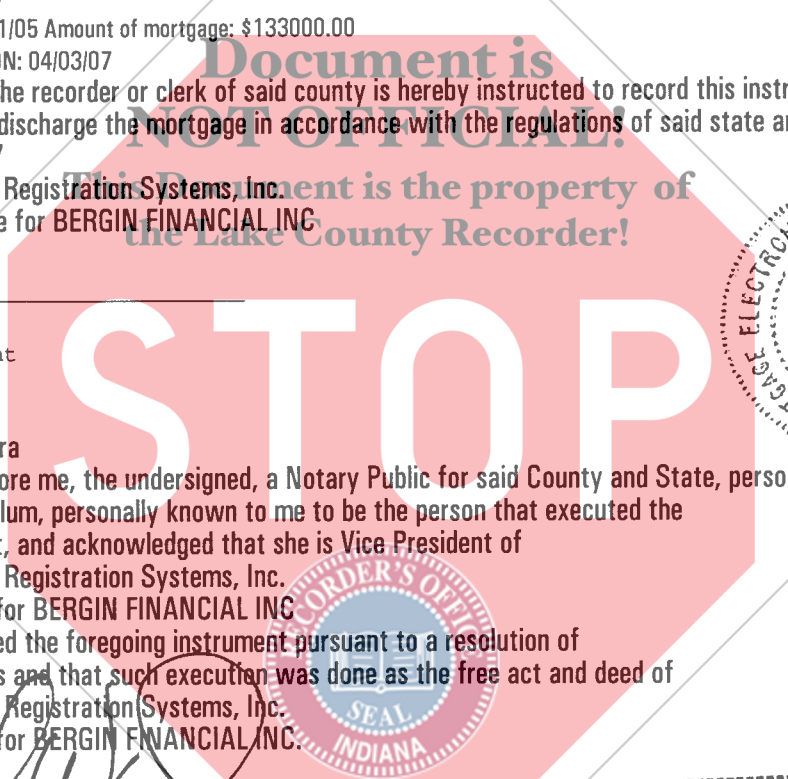 1/05 Amount of mortgage: $133000.00
N: 04/03/07
he recorder or clerk of said county is hereby instructed to record this instr
discharge the mortgage in accordance with the regulations of said state a
7
Registration Systems, Inc.
e for BERGIN FINANCIAL INC
Document is
NOT OFFICIAL!
This Document is the property of
the Lake County Recorder!
STOP
MORTGAGE ELECTRON
nt
ra
ore me, the undersigned, a Notary Public for said County and State, perso
lum, personally known to me to be the person that executed the
t, and acknowledged that she is Vice President of
Registration Systems, Inc.
for BERGIN FINANCIAL INC
ed the foregoing instrument pursuant to a resolution of
s and that such execution was done as the free act and deed of
Registration Systems, Inc.
for BERGIN FINANCIAL INC.
RECORDER'S OFFICE
SEAL
INDIANA